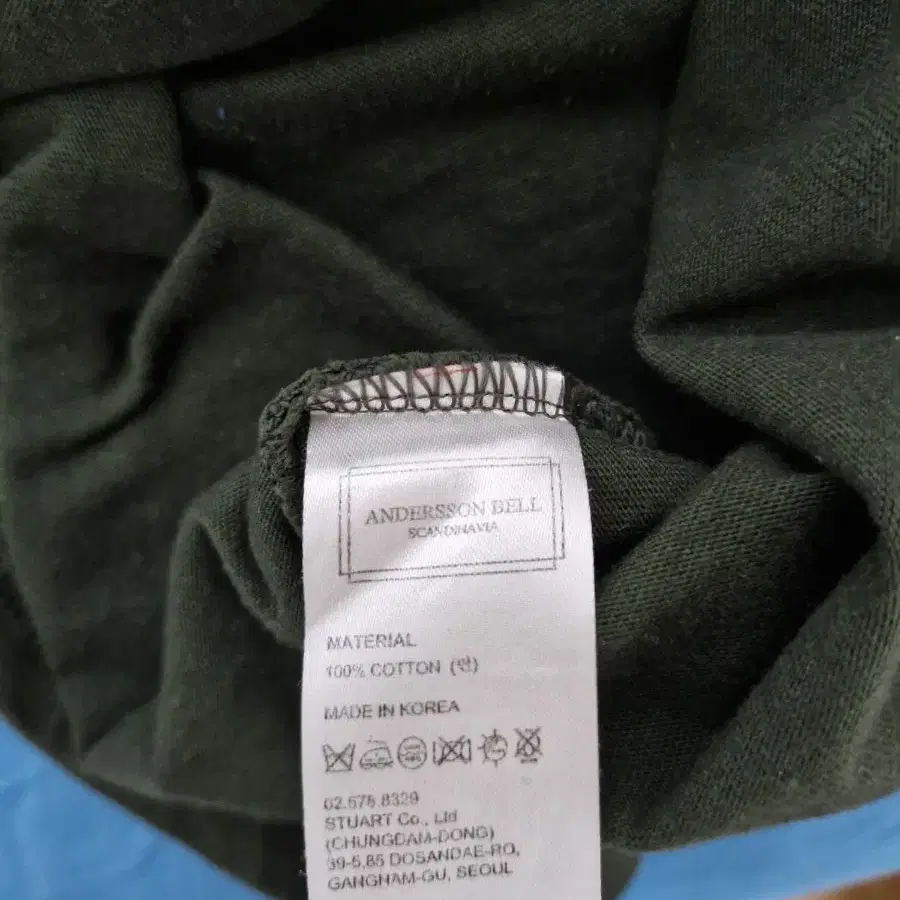 ANDERSSON BELL
SCANDINAVIA
MATERIAL
100% COTTON (면)
MADE IN KOREA
02.578.8329
STUART Co., Ltd
(CHUNGDAM-DONG)
39-5,85 DOSANDAE-RO,
GANGNAM-GU, SEOUL